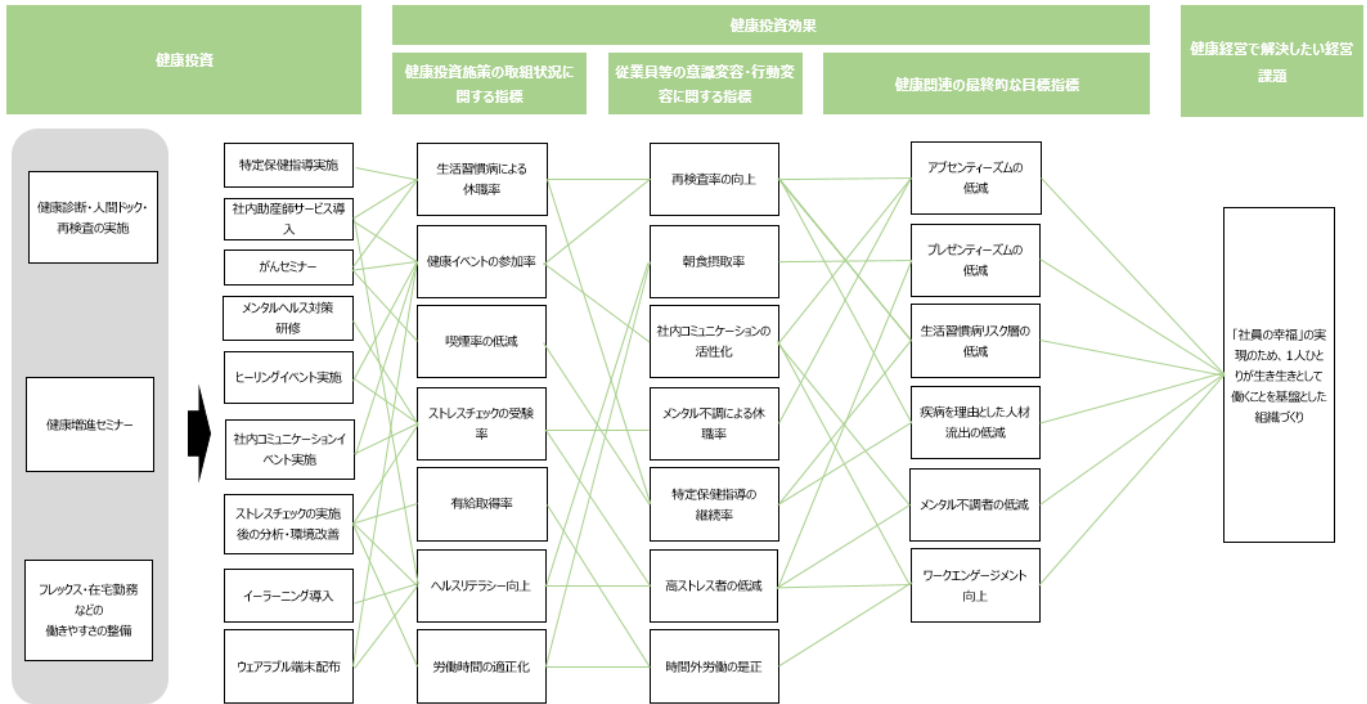 健康投資
健康投資効果
健康経営で解決したい経営
課題
健康投資施策の取組状況に
関する指標
従業員等の意識変容・行動変
容に関する指標
健康関連の最終的な目標指標
健康診断・人間ドック・
再検査の実施
健康増進セミナー
フレックス・在宅勤務
などの
働きやすさの整備
特定保健指導実施
社内助産師サービス導
入
がんセミナー
メンタルヘルス対策
研修
ヒーリングイベント実施
社内コミュニケーションイ
ベント実施
ストレスチェックの実施
後の分析・環境改善
イーラーニング導入
ウェアラブル端末配布
生活習慣病による
休職率
健康イベントの参加率
喫煙率の低減
ストレスチェックの受験
率
有給取得率
ヘルスリテラシー向上
労働時間の適正化
再検査率の向上
朝食摂取率
社内コミュニケーションの
活性化
メンタル不調による休
職率
特定保健指導の
継続率
高ストレス者の低減
時間外労働の是正
アブセンティーズムの
低減
プレゼンティーズムの
低減
生活習慣病リスク層の
低減
疾病を理由とした人材
流出の低減
メンタル不調者の低減
ワークエンゲージメント
向上
「社員の幸福」の実
現のため、1人ひと
りが生き生きとして
働くことを基盤とした
組織づくり